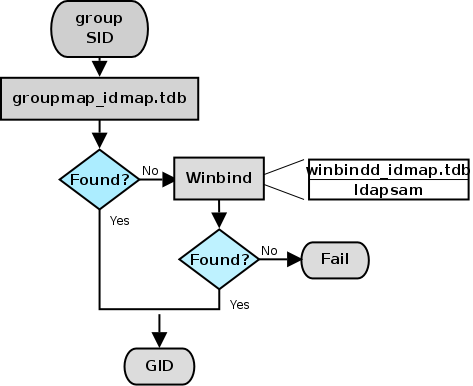 group
SID
groupmap_idmap.tdb
Found?
No
Winbind
winbindd_idmap.tdb
ldapsam
Yes
Found?
No
Fail
Yes
GID